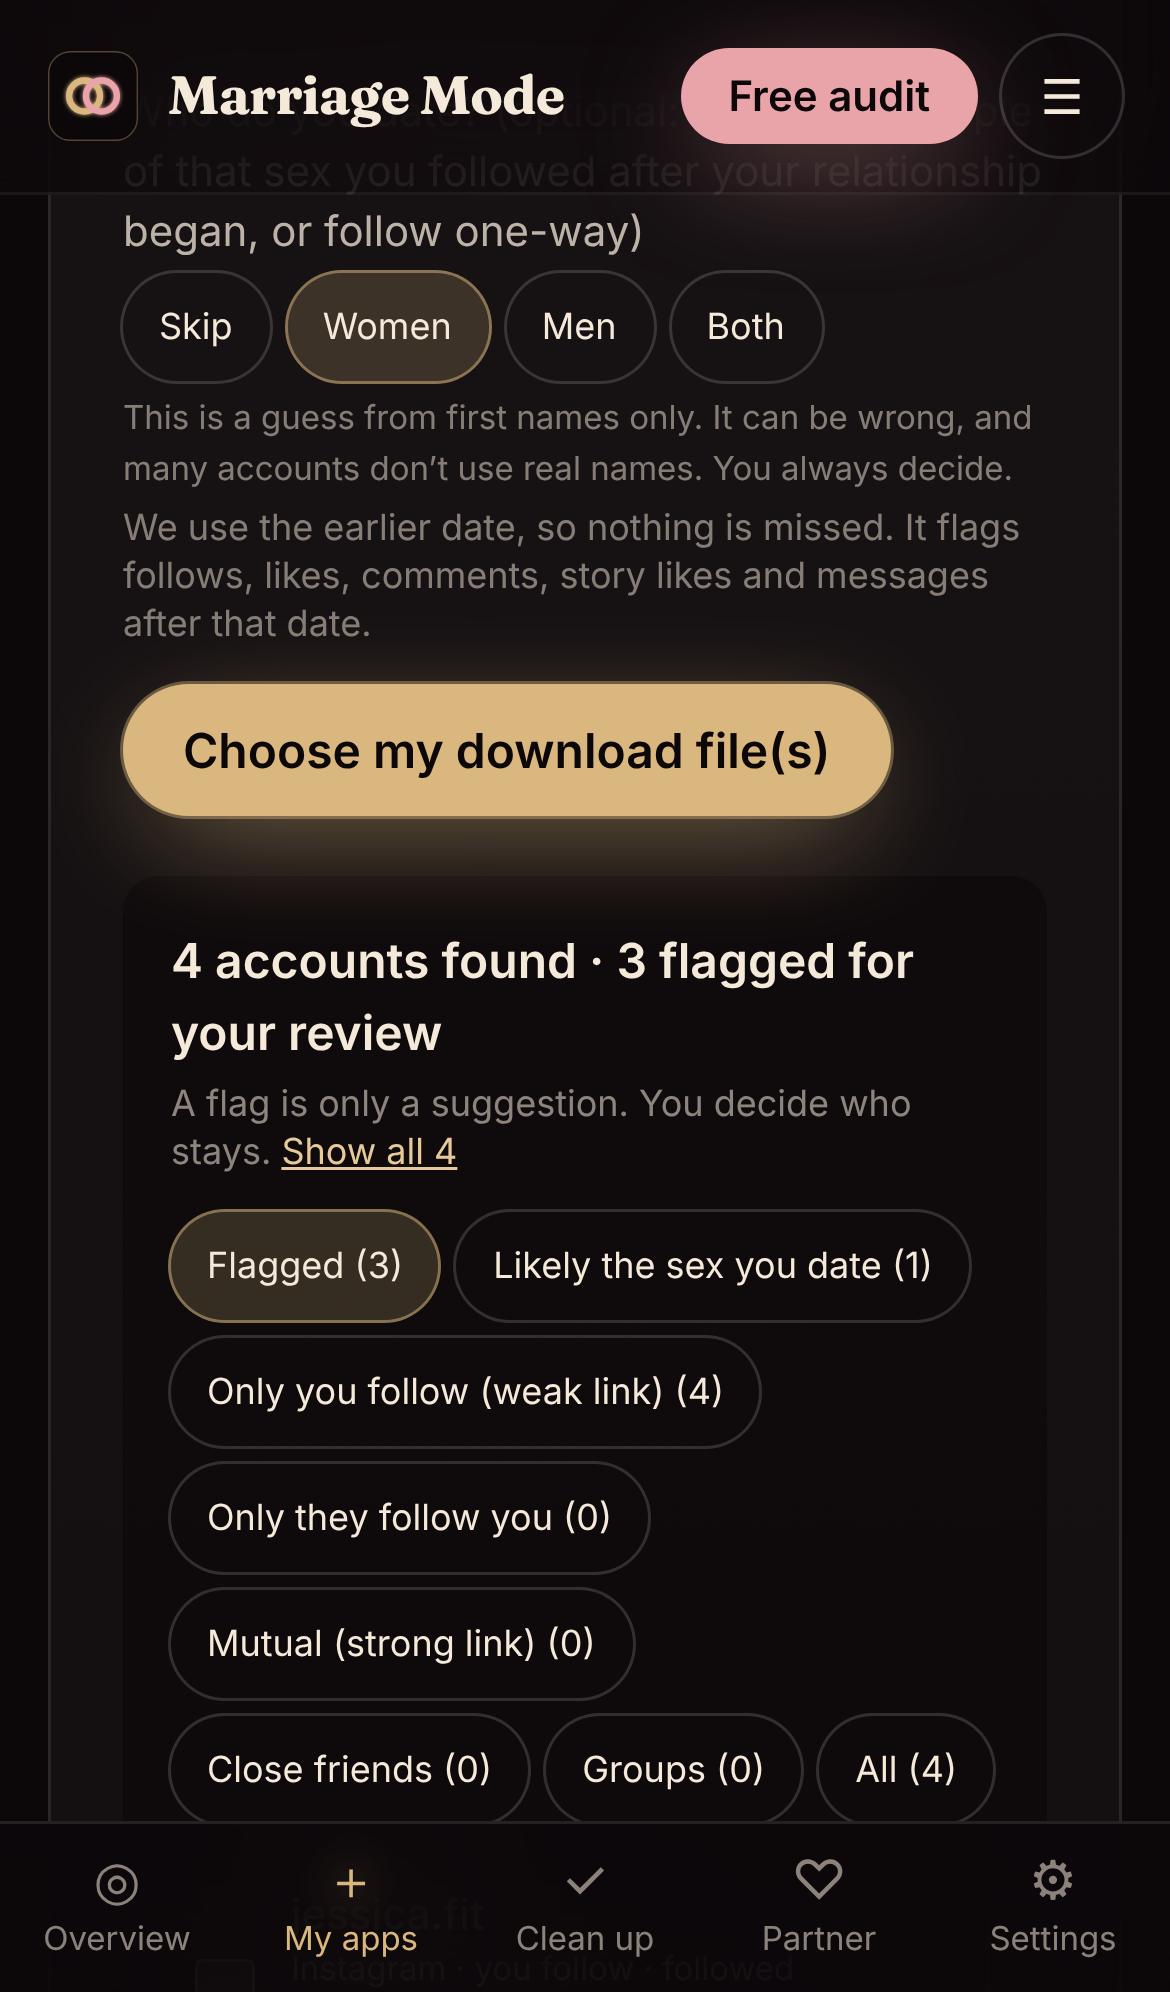 Marriage Mode
Free audit
of that sex you followed after your relationship
began, or follow one-way)
Skip
Women
Men
Both
This is a guess from first names only. It can be wrong, and
many accounts don’t use real names. You always decide.
We use the earlier date, so nothing is missed. It flags
follows, likes, comments, story likes and messages
after that date.
Choose my download file(s)
4 accounts found · 3 flagged for
your review
A flag is only a suggestion. You decide who
stays. Show all 4
Flagged (3)
Likely the sex you date (1)
Only you follow (weak link) (4)
Only they follow you (0)
Mutual (strong link) (0)
Close friends (0)
Groups (0)
All (4)
jessica.fit
Instagram · you follow · followed
Overview
My apps
Clean up
Partner
Settings